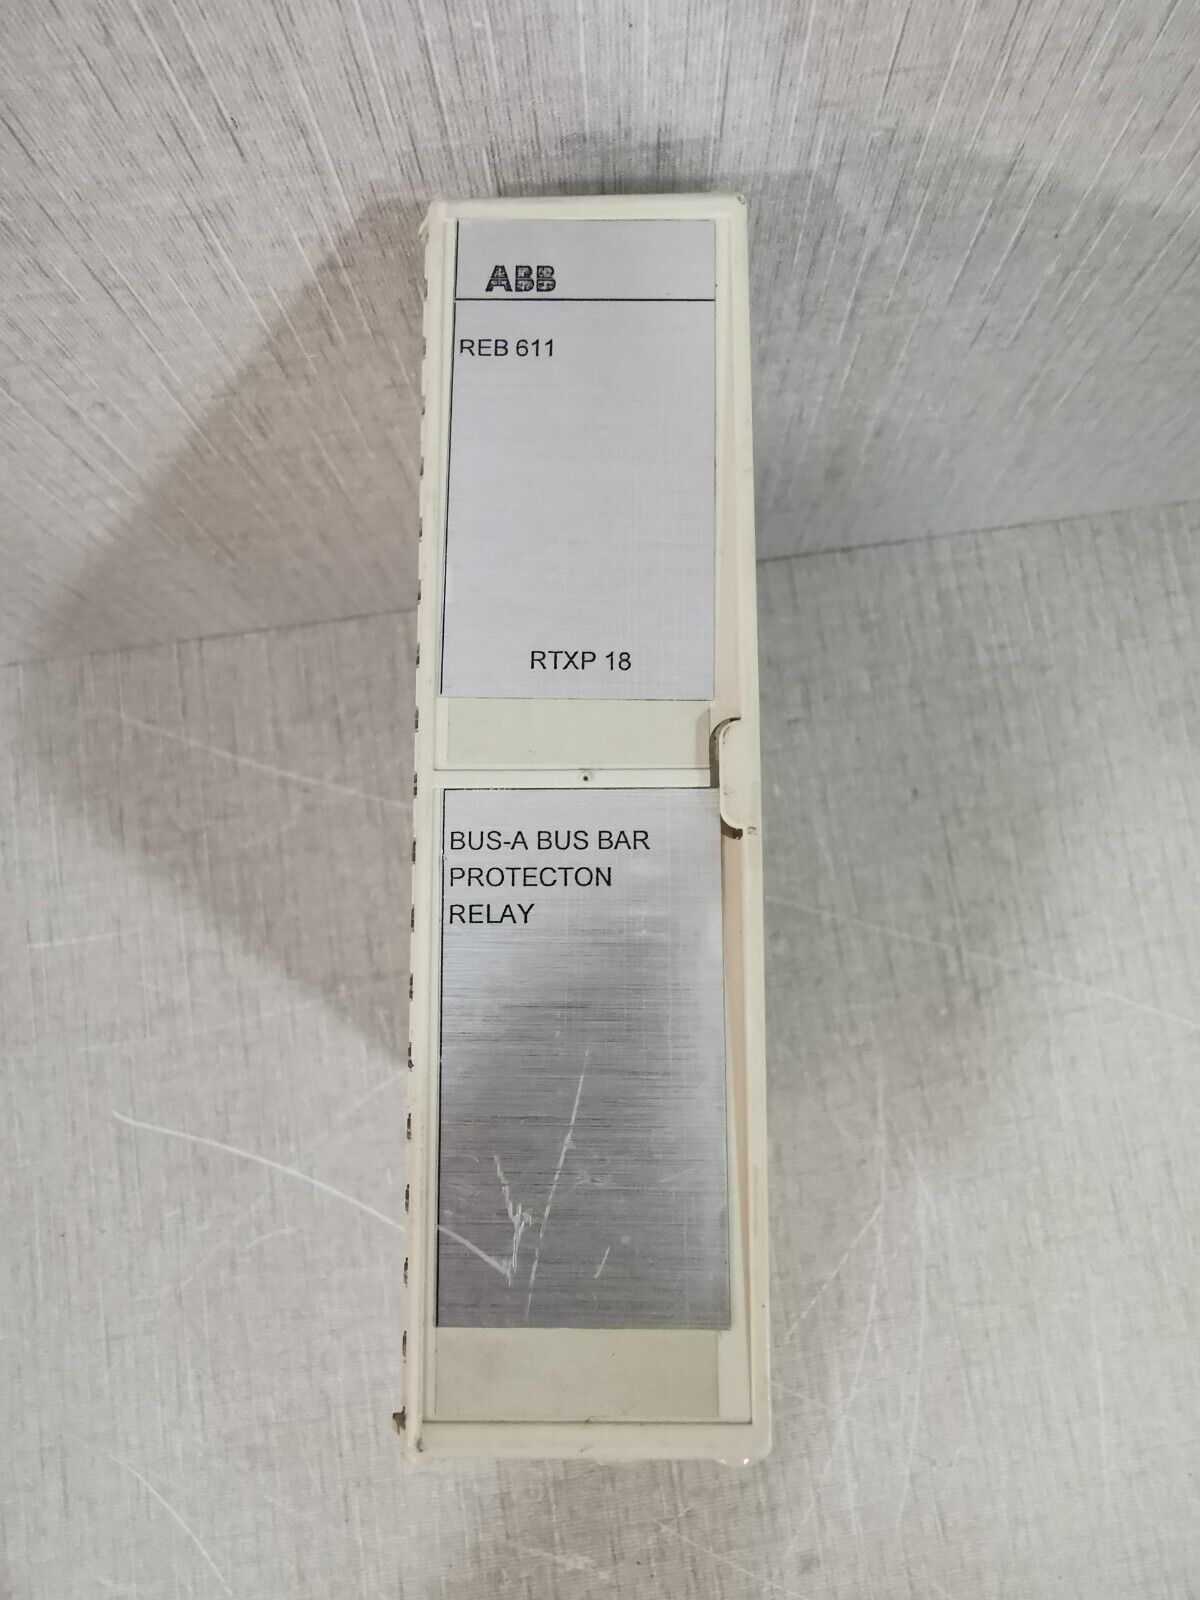 ABB
REB 611
RTXP 18
BUS-A BUS BAR
PROTECTON
RELAY